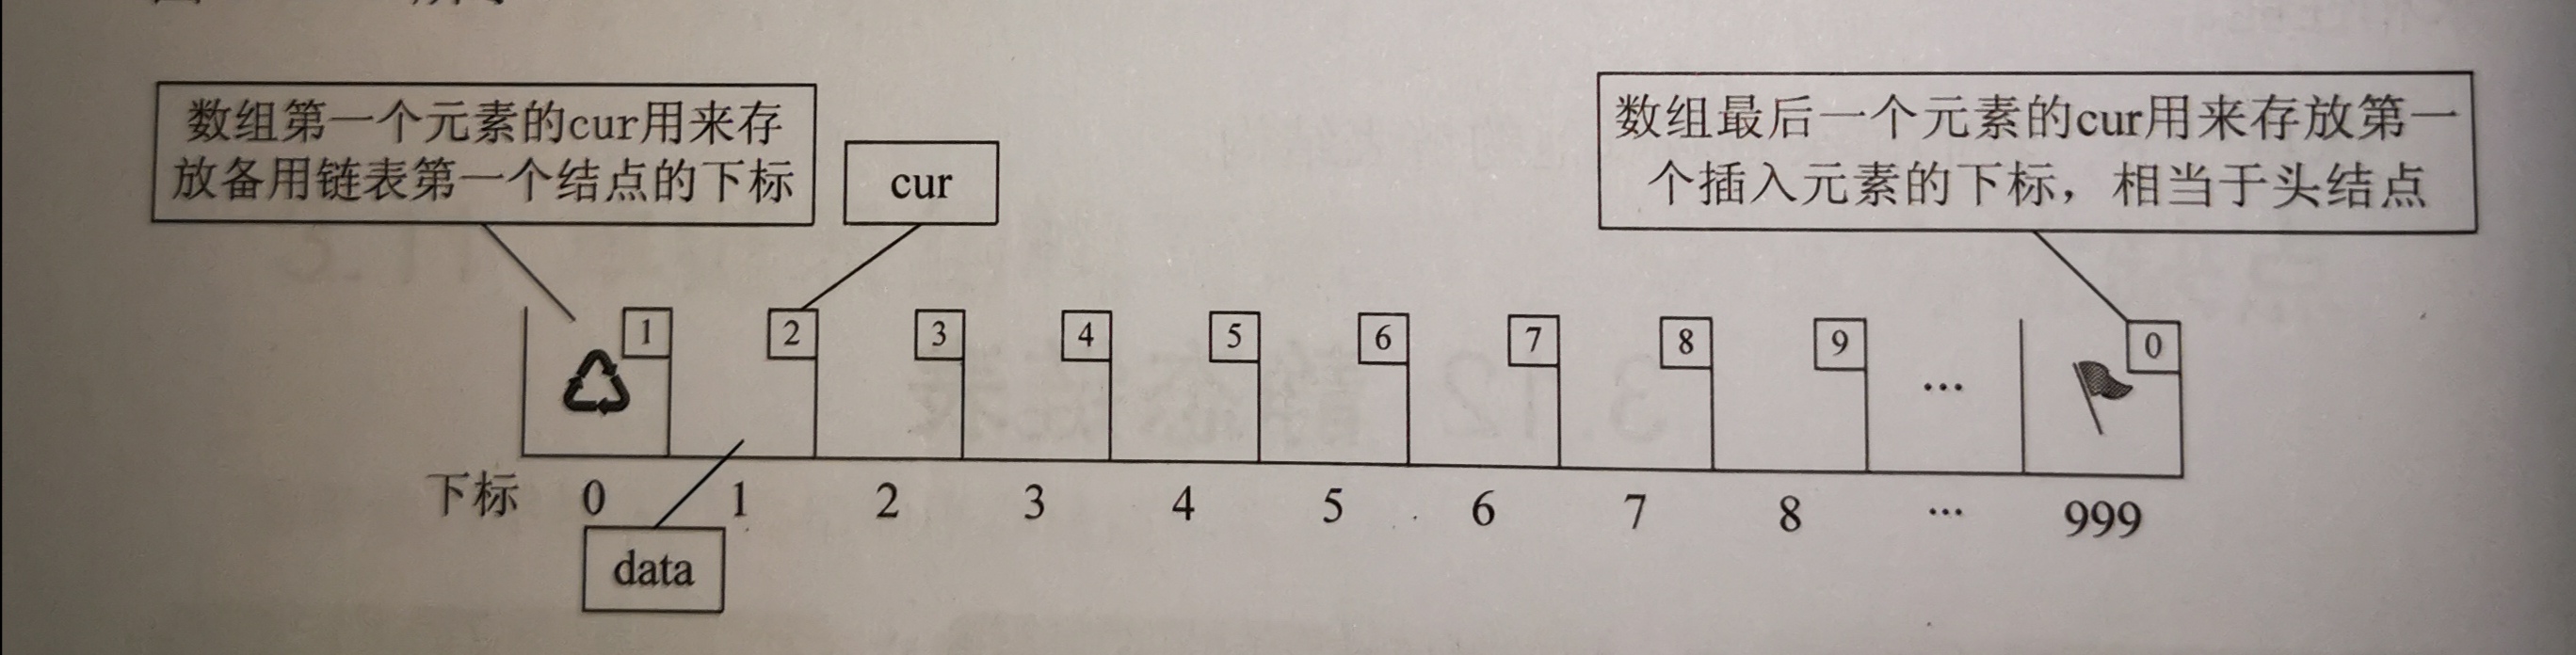 数组第一个元素的cur用来存
放备用链表第一个结点的下标
cur
数组最后一个元素的cur用来存放第一
个插入元素的下标，相当于头结点
1 2 3 4 5 6 7 8 9 … 0
下标 0 1 2 3 4 5 6 7 8 … 999
data